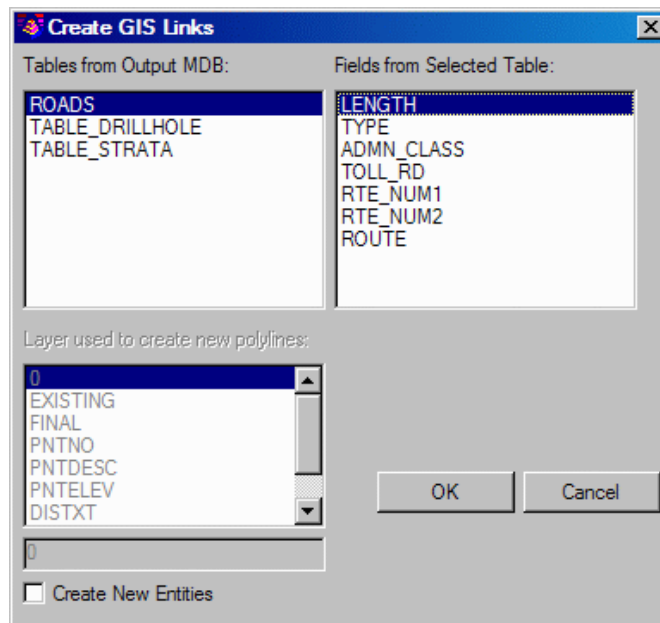 Create GIS Links
Tables from Output MDB:
ROADS
TABLE_DRILLHOLE
TABLE_STRATA
Fields from Selected Table:
LENGTH
TYPE
ADMN_CLASS
TOLL_RD
RTE_NUM1
RTE_NUM2
ROUTE
Layer used to create new polylines:
0
EXISTING
FINAL
PNTNO
PNTDESC
PNTELEV
DISTXT
0
Create New Entities
OK
Cancel